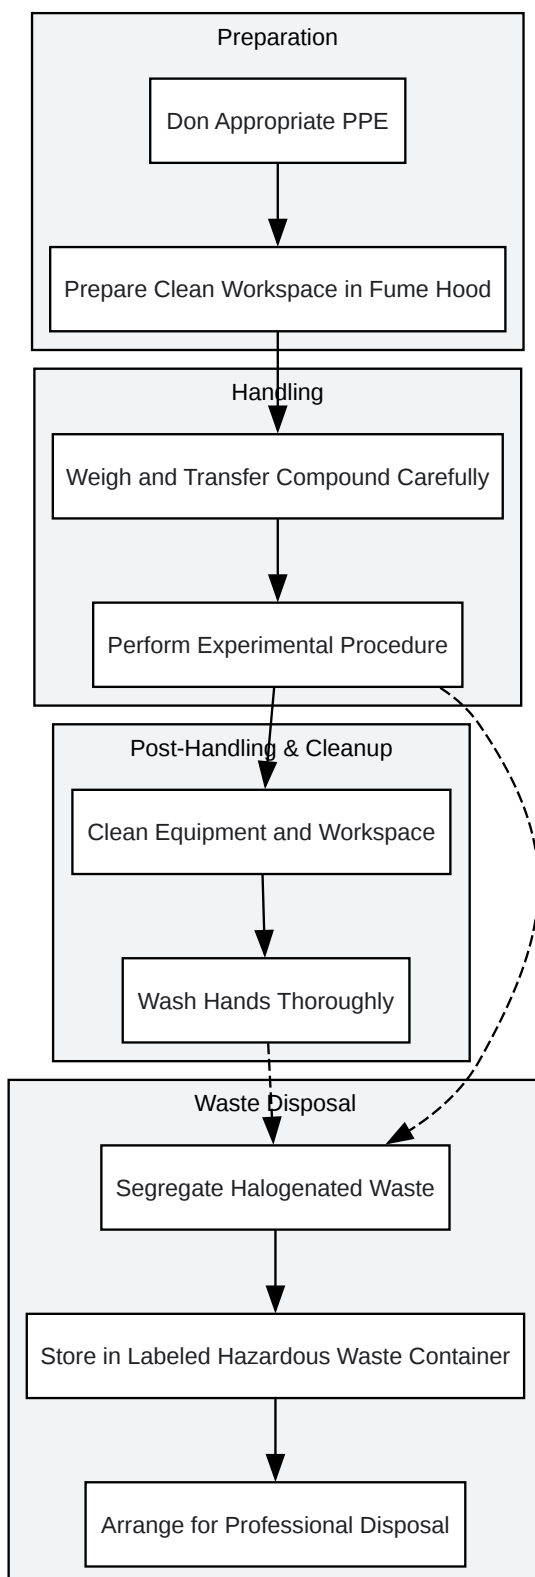 Preparation
Don Appropriate PPE
Prepare Clean Workspace in Fume Hood
Handling
Weigh and Transfer Compound Carefully
Perform Experimental Procedure
Post-Handling & Cleanup
Clean Equipment and Workspace
Wash Hands Thoroughly
Waste Disposal
Segregate Halogenated Waste
Store in Labeled Hazardous Waste Container
Arrange for Professional Disposal